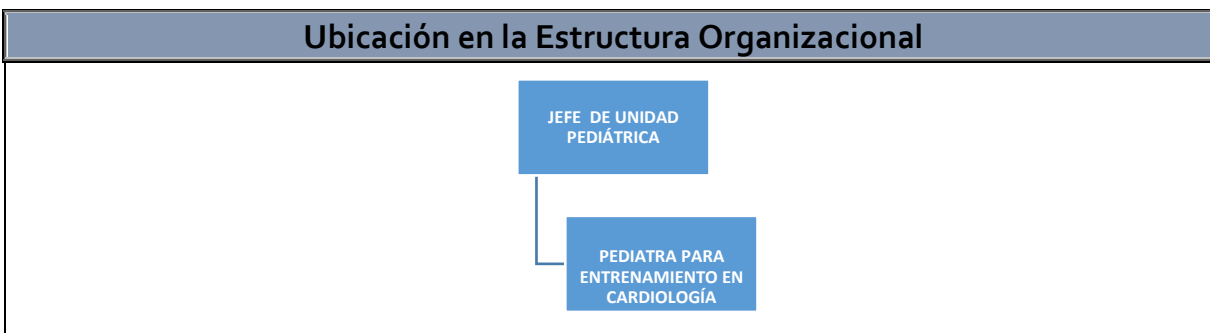 Ubicación en la Estructura Organizacional
JEFE DE UNIDAD
PEDIÁTRICA
PEDIATRA PARA
ENTRENAMIENTO EN
CARDIOLOGÍA